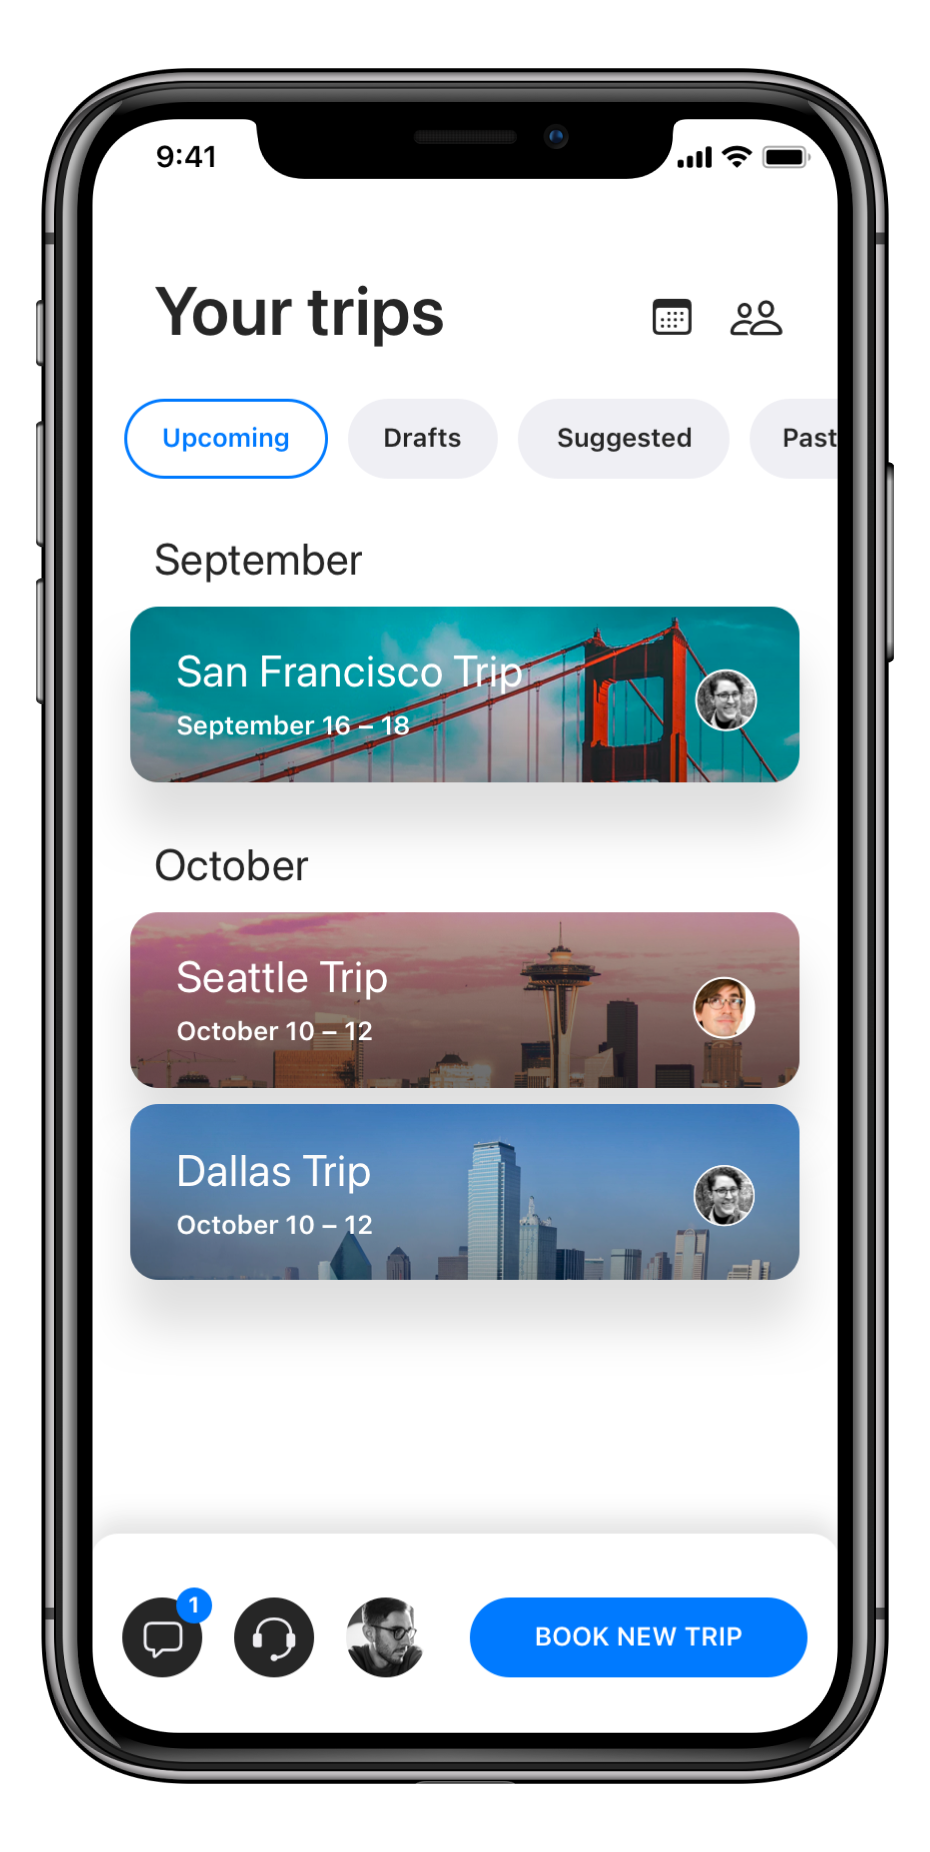 9:41
Your trips
Upcoming Drafts Suggested Past
September
San Francisco Trip
September 16 – 18
October
Seattle Trip
October 10 – 12
Dallas Trip
October 10 – 12
1
BOOK NEW TRIP